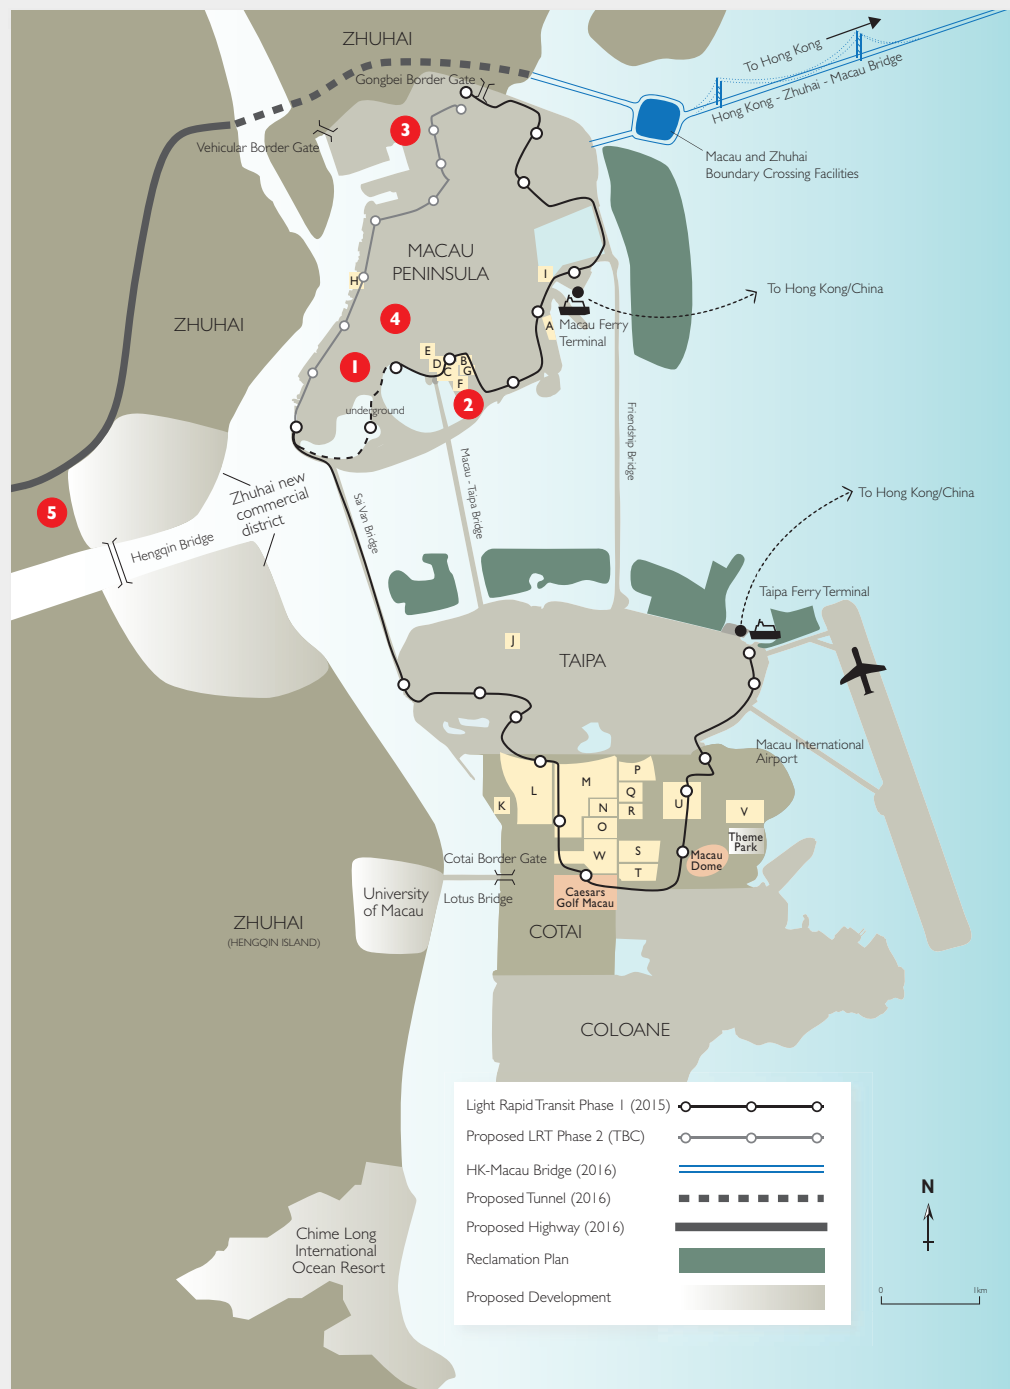 ZHUHAI
To Hong Kong
Hong Kong - Zhuhai - Macau Bridge
Gongbei Border Gate
3
Vehicular Border Gate
Macau and Zhuhai
Boundary Crossing Facilities
MACAU
PENINSULA
H
I
To Hong Kong/China
4
ZHUHAI
A
Macau Ferry
Terminal
E
D
C
B
G
F
1
2
underground
Friendship Bridge
Macau - Taipa Bridge
Sai Van Bridge
Zhuhai new
commercial
district
5
Hengqin Bridge
To Hong Kong/China
Taipa Ferry Terminal
J
TAIPA
Macau International
Airport
K
L
M
N
O
P
Q
R
U
V
W
S
T
Theme
Park
Macau
Dome
Cotai Border Gate
Lotus Bridge
Caesars
Golf Macau
University
of Macau
ZHUHAI
(HENGQIN ISLAND)
COTAI
COLOANE
Light Rapid Transit Phase 1 (2015)
Proposed LRT Phase 2 (TBC)
HK-Macau Bridge (2016)
Proposed Tunnel (2016)
Proposed Highway (2016)
Reclamation Plan
Proposed Development
Chime Long
International
Ocean Resort
N
0
1km